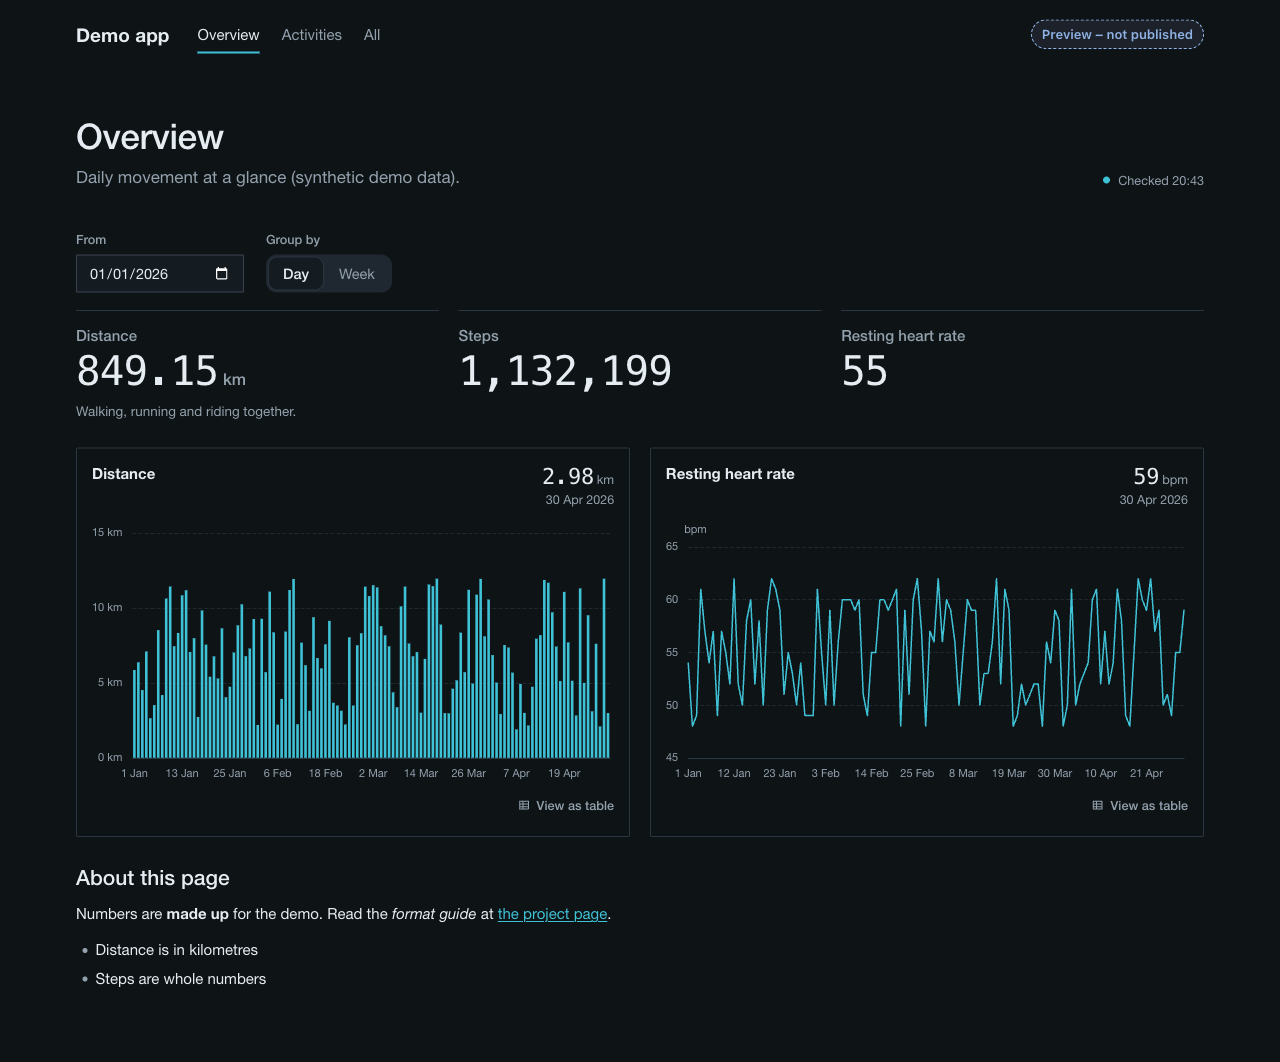 Demo app Overview Activities All Preview – not published
Overview
Daily movement at a glance (synthetic demo data).
Checked 20:43
From Group by
01/01/2026 Day Week
Distance Steps Resting heart rate
849.15 km 1,132,199 55
Walking, running and riding together.
Distance
2.98 km
30 Apr 2026
15 km
10 km
5 km
0 km
1 Jan 13 Jan 25 Jan 6 Feb 18 Feb 2 Mar 14 Mar 26 Mar 7 Apr 19 Apr
View as table
Resting heart rate
59 bpm
30 Apr 2026
bpm
65
60
55
50
45
1 Jan 12 Jan 23 Jan 3 Feb 14 Feb 25 Feb 8 Mar 19 Mar 30 Mar 10 Apr 21 Apr
View as table
About this page
Numbers are made up for the demo. Read the format guide at the project page.
Distance is in kilometres
Steps are whole numbers